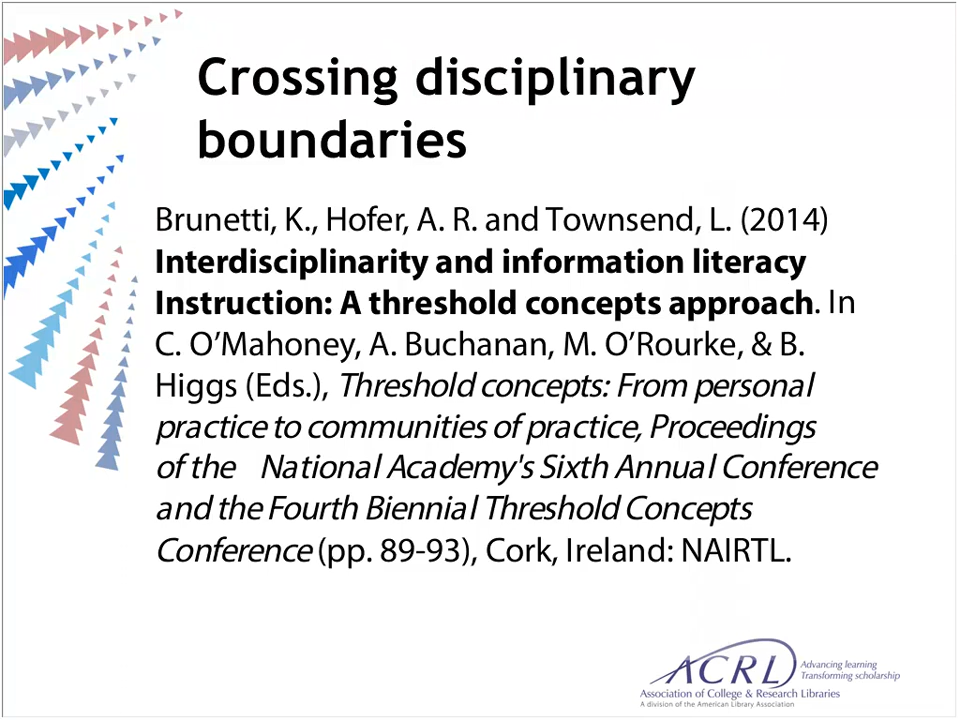 Crossing disciplinary
boundaries
Brunetti, K., Hofer, A. R. and Townsend, L. (2014)
Interdisciplinarity and information literacy
Instruction: A threshold concepts approach. In
C. O’Mahoney, A. Buchanan, M. O’Rourke, & B.
Higgs (Eds.), Threshold concepts: From personal
practice to communities of practice, Proceedings
of the National Academy's Sixth Annual Conference
and the Fourth Biennial Threshold Concepts
Conference (pp. 89-93), Cork, Ireland: NAIRTL.
ACRL
Advancing learning
Transforming scholarship
Association of College & Research Libraries
A division of the American Library Association